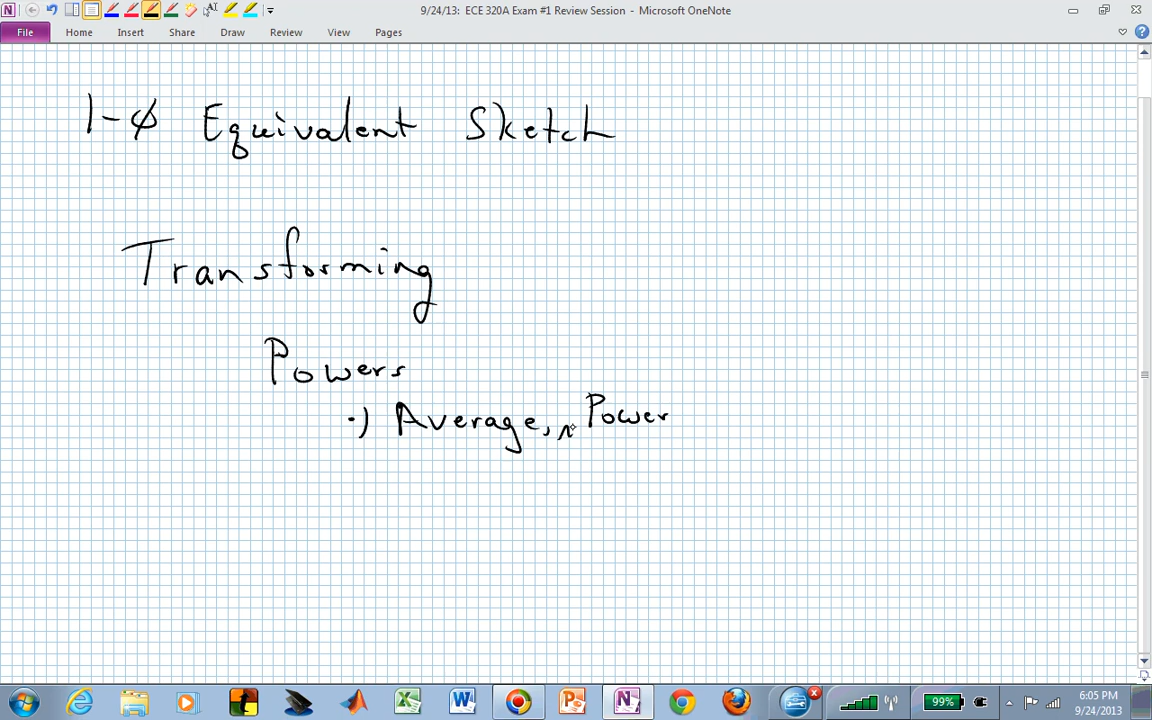 9/24/13: ECE 320A Exam #1 Review Session - Microsoft OneNote
File Home Insert Share Draw Review View Pages
1-ϕ Equivalent Sketch
Transforming
Powers
·) Average, Power
99%
6:05 PM
9/24/2013